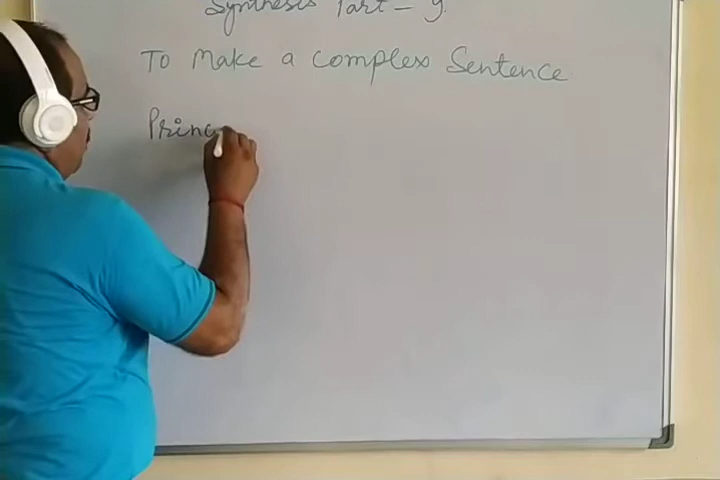 Synthesis Part - 9.
To Make a Complex Sentence
Princ